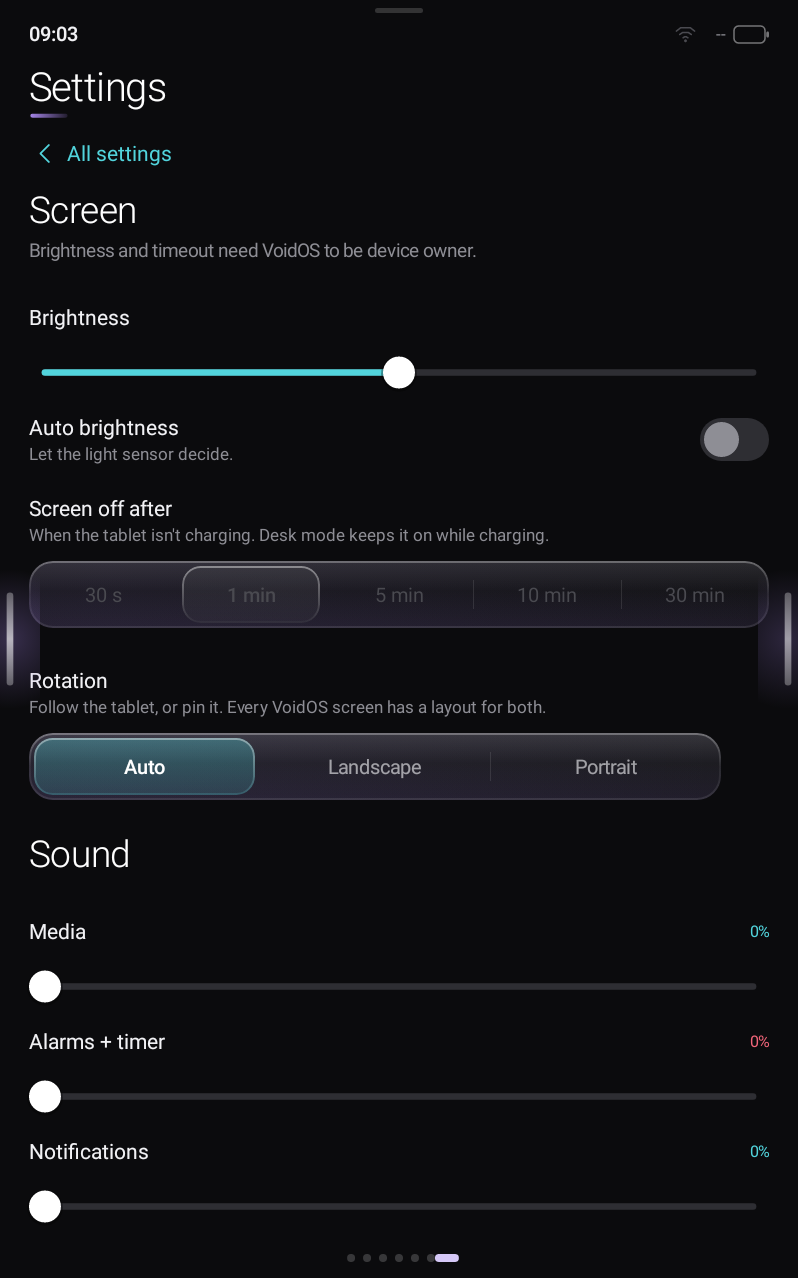 09:03
--
Settings
All settings
Screen
Brightness and timeout need VoidOS to be device owner.
Brightness
Auto brightness
Let the light sensor decide.
Screen off after
When the tablet isn't charging. Desk mode keeps it on while charging.
30 s 1 min 5 min 10 min 30 min
Rotation
Follow the tablet, or pin it. Every VoidOS screen has a layout for both.
Auto Landscape Portrait
Sound
Media 0%
Alarms + timer 0%
Notifications 0%